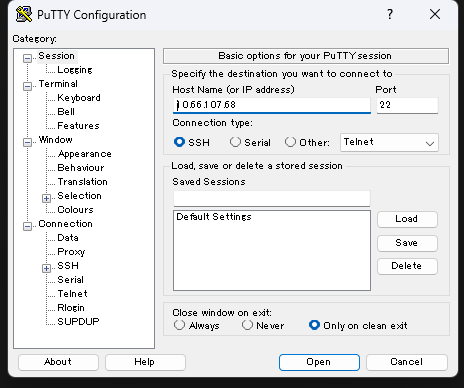 PuTTY Configuration ? ×
Category:
Session
Logging
Terminal
Keyboard
Bell
Features
Window
Appearance
Behaviour
Translation
Selection
Colours
Connection
Data
Proxy
SSH
Serial
Telnet
Rlogin
SUPDUP
Basic options for your PuTTY session
Specify the destination you want to connect to
Host Name (or IP address) Port
10.66.107.68 22
Connection type:
SSH Serial Other: Telnet
Load, save or delete a stored session
Saved Sessions
Default Settings
Load
Save
Delete
Close window on exit:
Always Never Only on clean exit
About Help Open Cancel